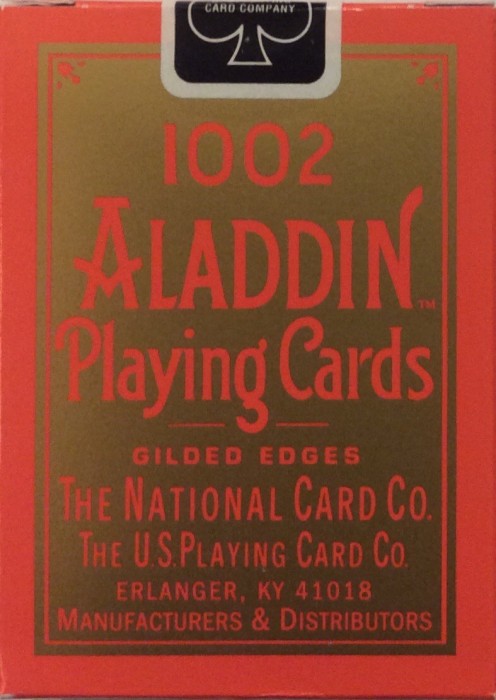 CARD COMPANY
1002
ALADDIN™
Playing Cards
GILDED EDGES
THE NATIONAL CARD CO.
THE U.S. PLAYING CARD CO.
ERLANGER, KY 41018
MANUFACTURERS & DISTRIBUTORS